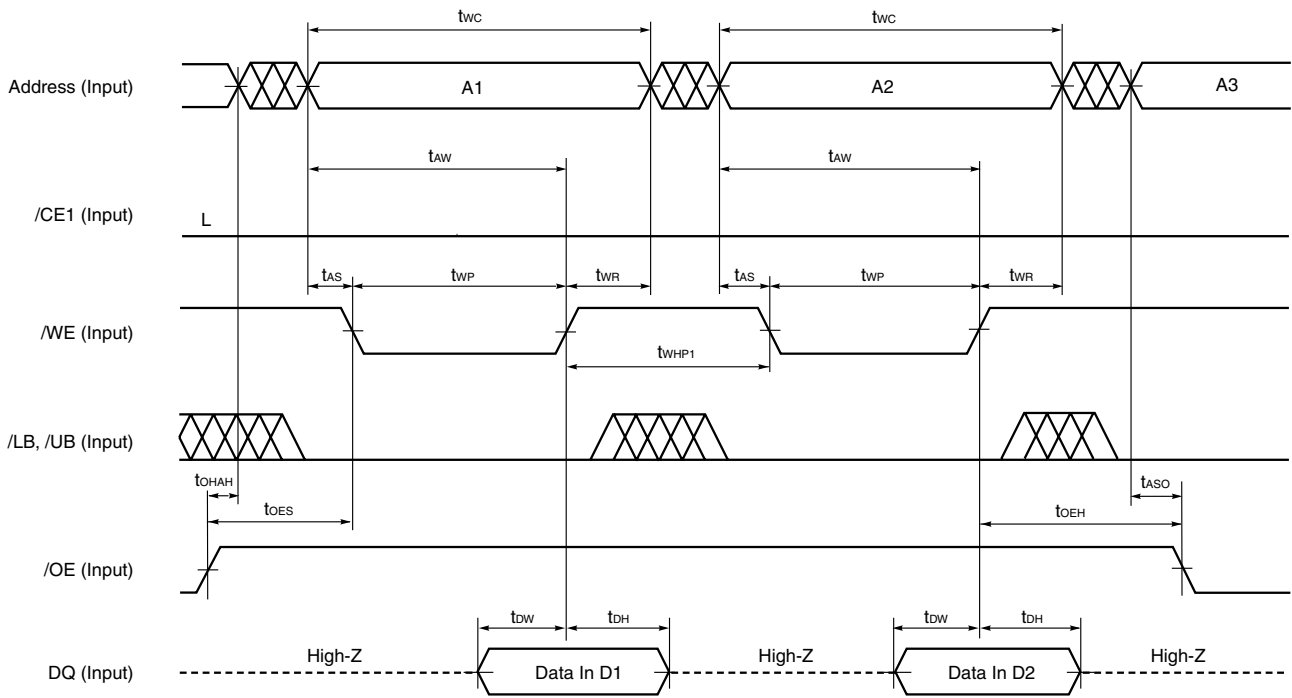 tWC tWC
Address (Input) A1 A2 A3
tAW tAW
/CE1 (Input) L
tAS tWP tWR tAS tWP tWR
/WE (Input)
tWHP1
/LB, /UB (Input)
tOHAH tASO
tOES tOEH
/OE (Input)
tDW tDH tDW tDH
High-Z High-Z High-Z
DQ (Input) Data In D1 Data In D2